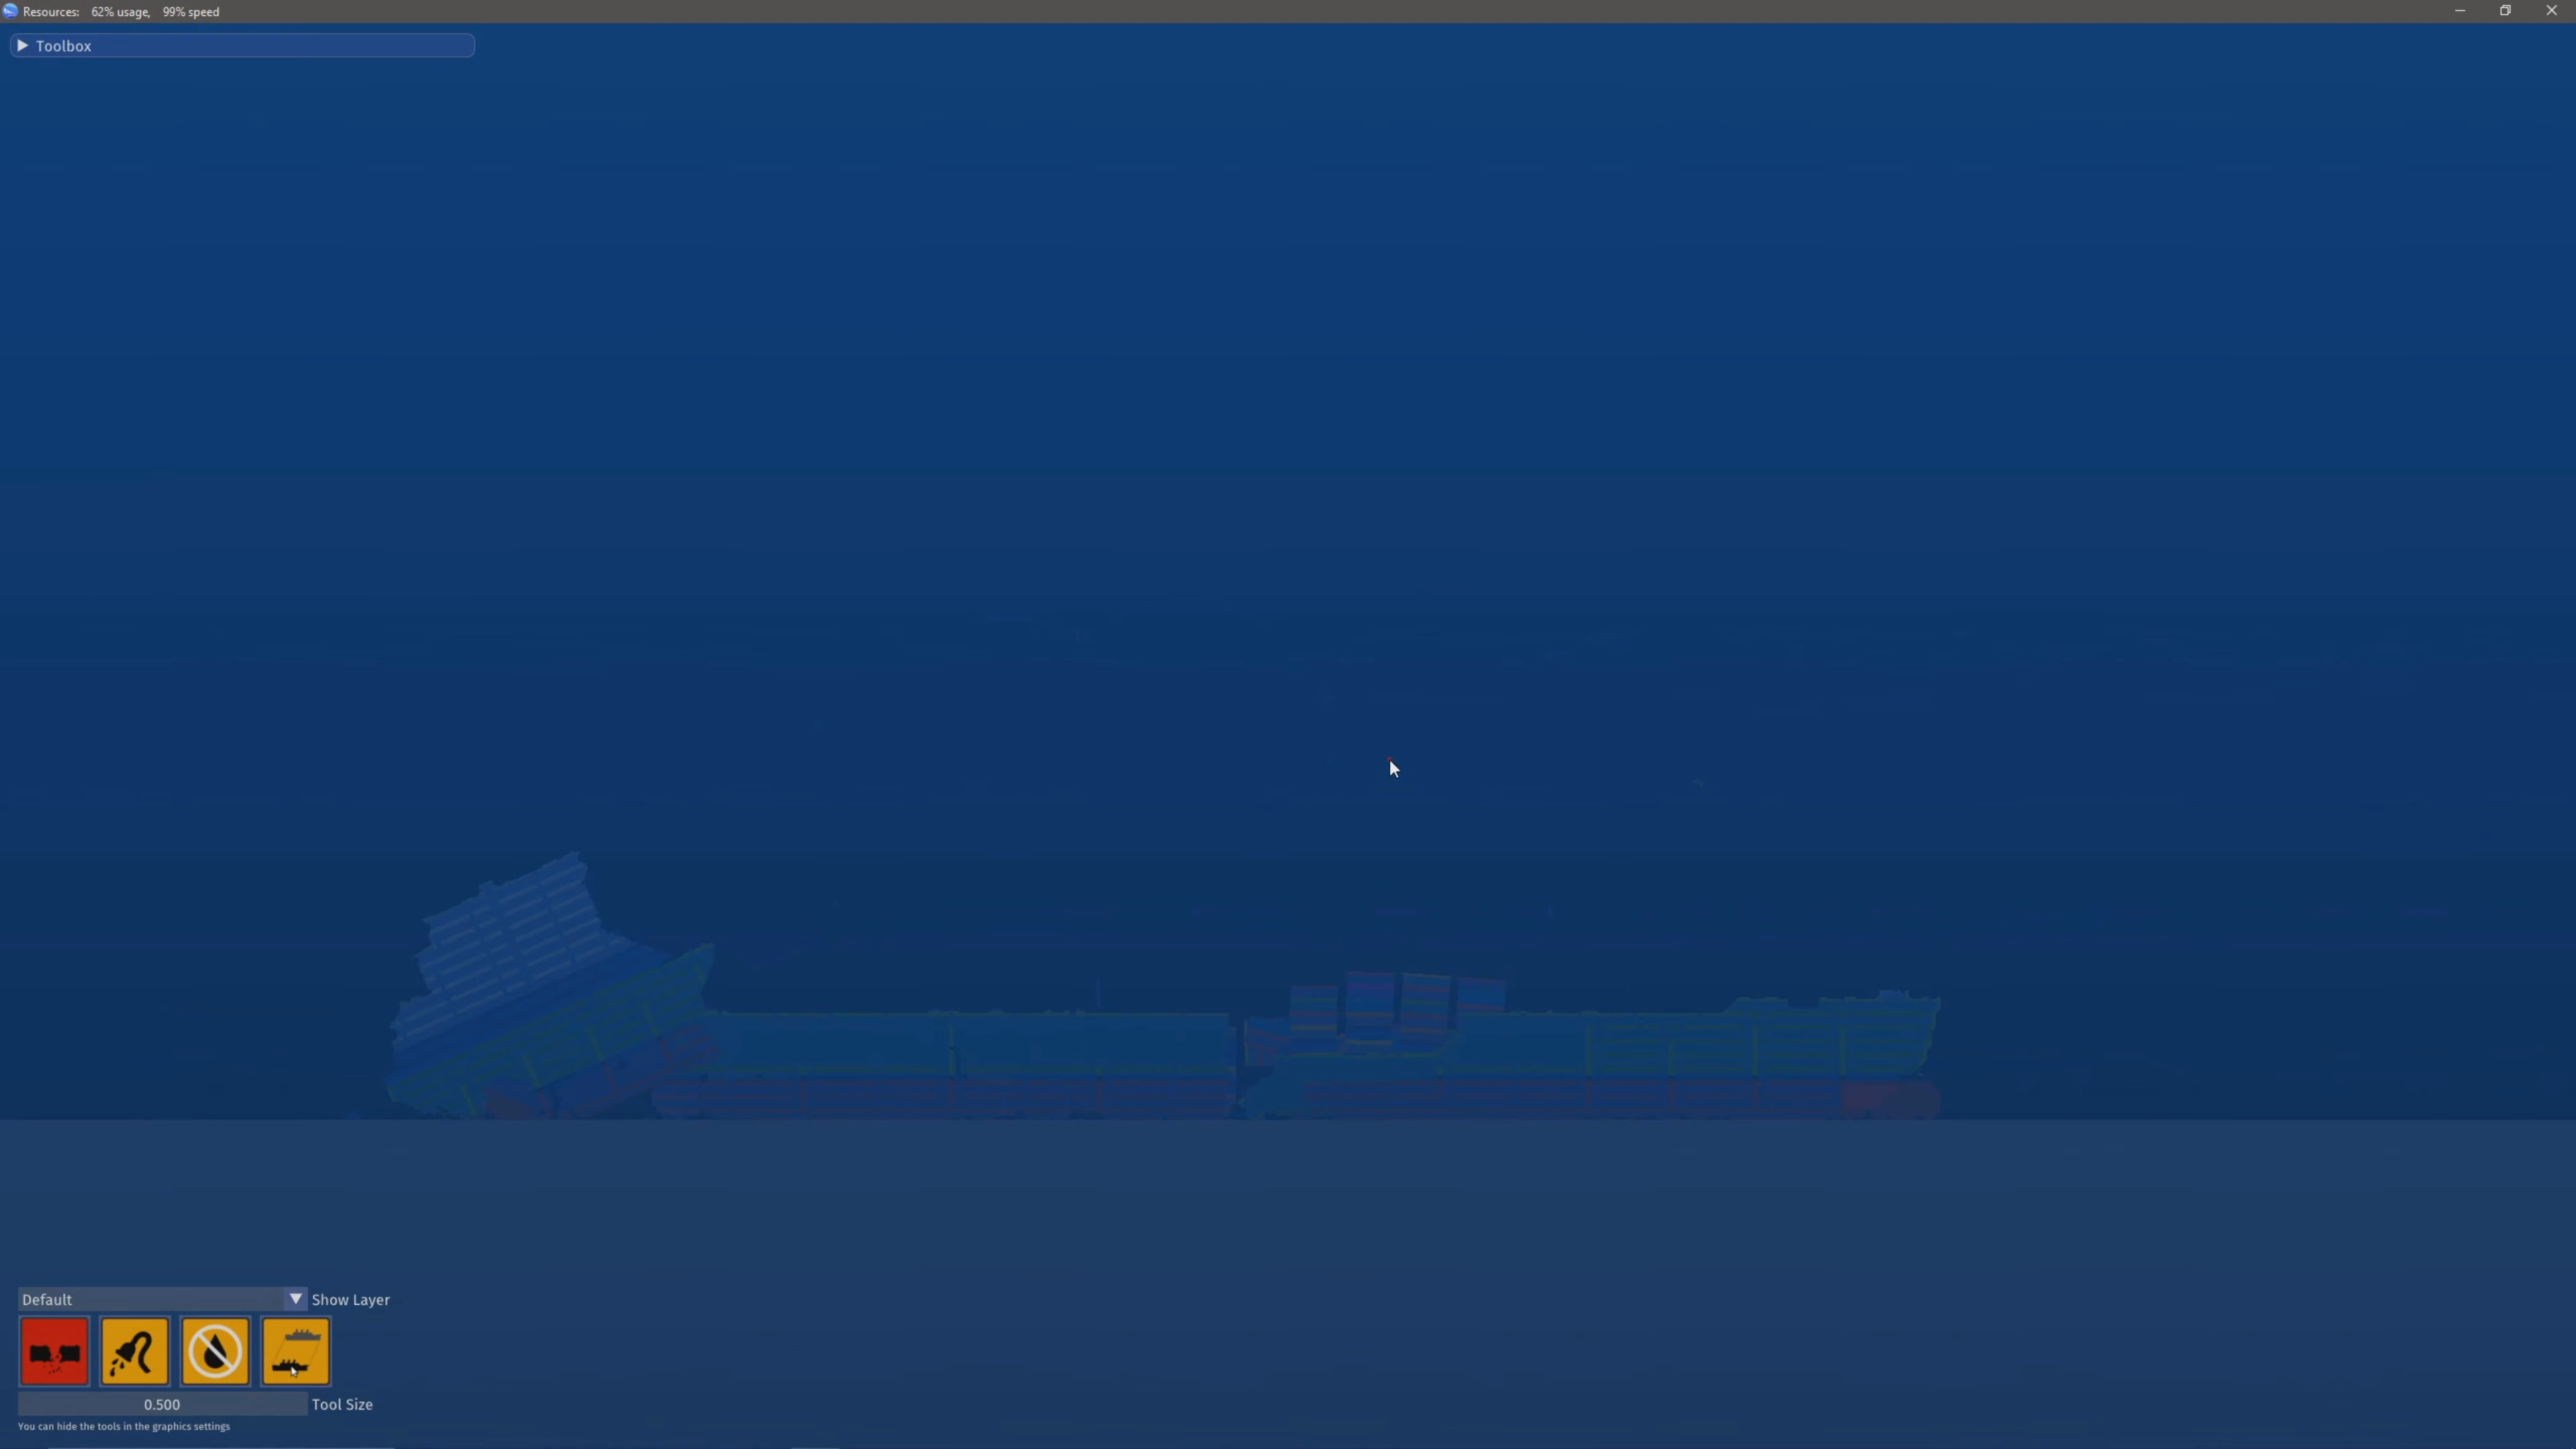 Resources: 62% usage, 99% speed
Toolbox
Default
Show Layer
0.500
Tool Size
You can hide the tools in the graphics settings